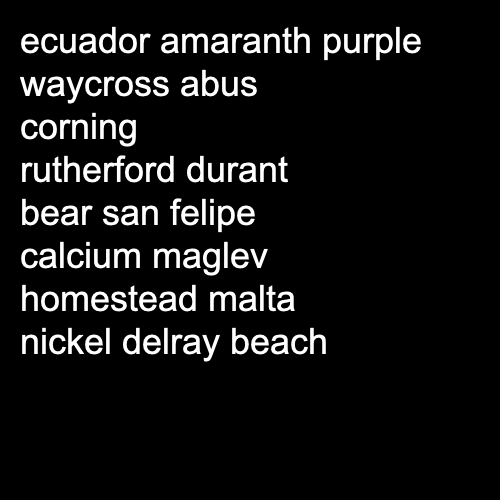 ecuador amaranth purple
waycross abus
corning
rutherford durant
bear san felipe
calcium maglev
homestead malta
nickel delray beach